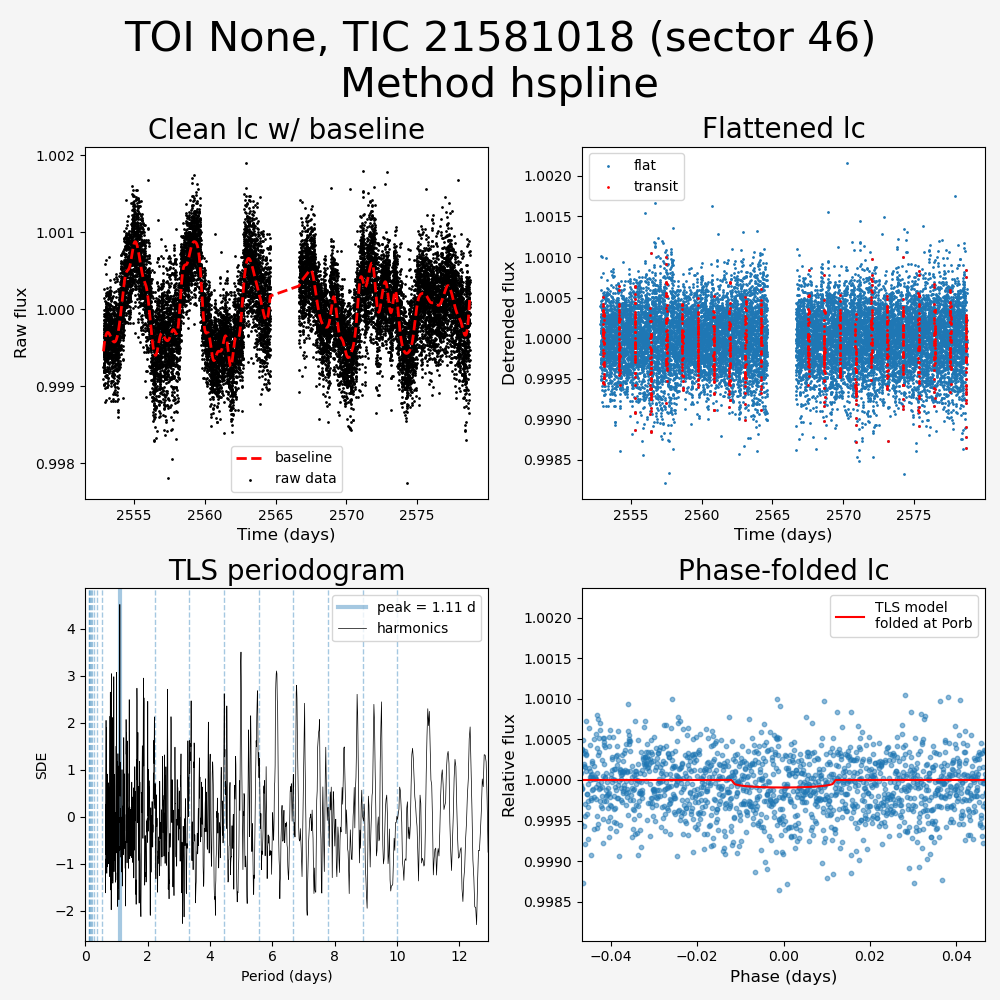 TOI None, TIC 21581018 (sector 46)
Method hspline
Clean lc w/ baseline
1.002
1.001
1.000
0.999
0.998
Raw flux
baseline
raw data
2555
2560
2565
2570
2575
Time (days)
Flattened lc
flat
transit
1.0020
1.0015
1.0010
1.0005
1.0000
0.9995
0.9990
0.9985
Detrended flux
2555
2560
2565
2570
2575
Time (days)
TLS periodogram
peak = 1.11 d
harmonics
4
3
2
1
0
−1
−2
SDE
0
2
4
6
8
10
12
Period (days)
Phase-folded lc
TLS model
folded at Porb
1.0020
1.0015
1.0010
1.0005
1.0000
0.9995
0.9990
0.9985
Relative flux
−0.04
−0.02
0.00
0.02
0.04
Phase (days)